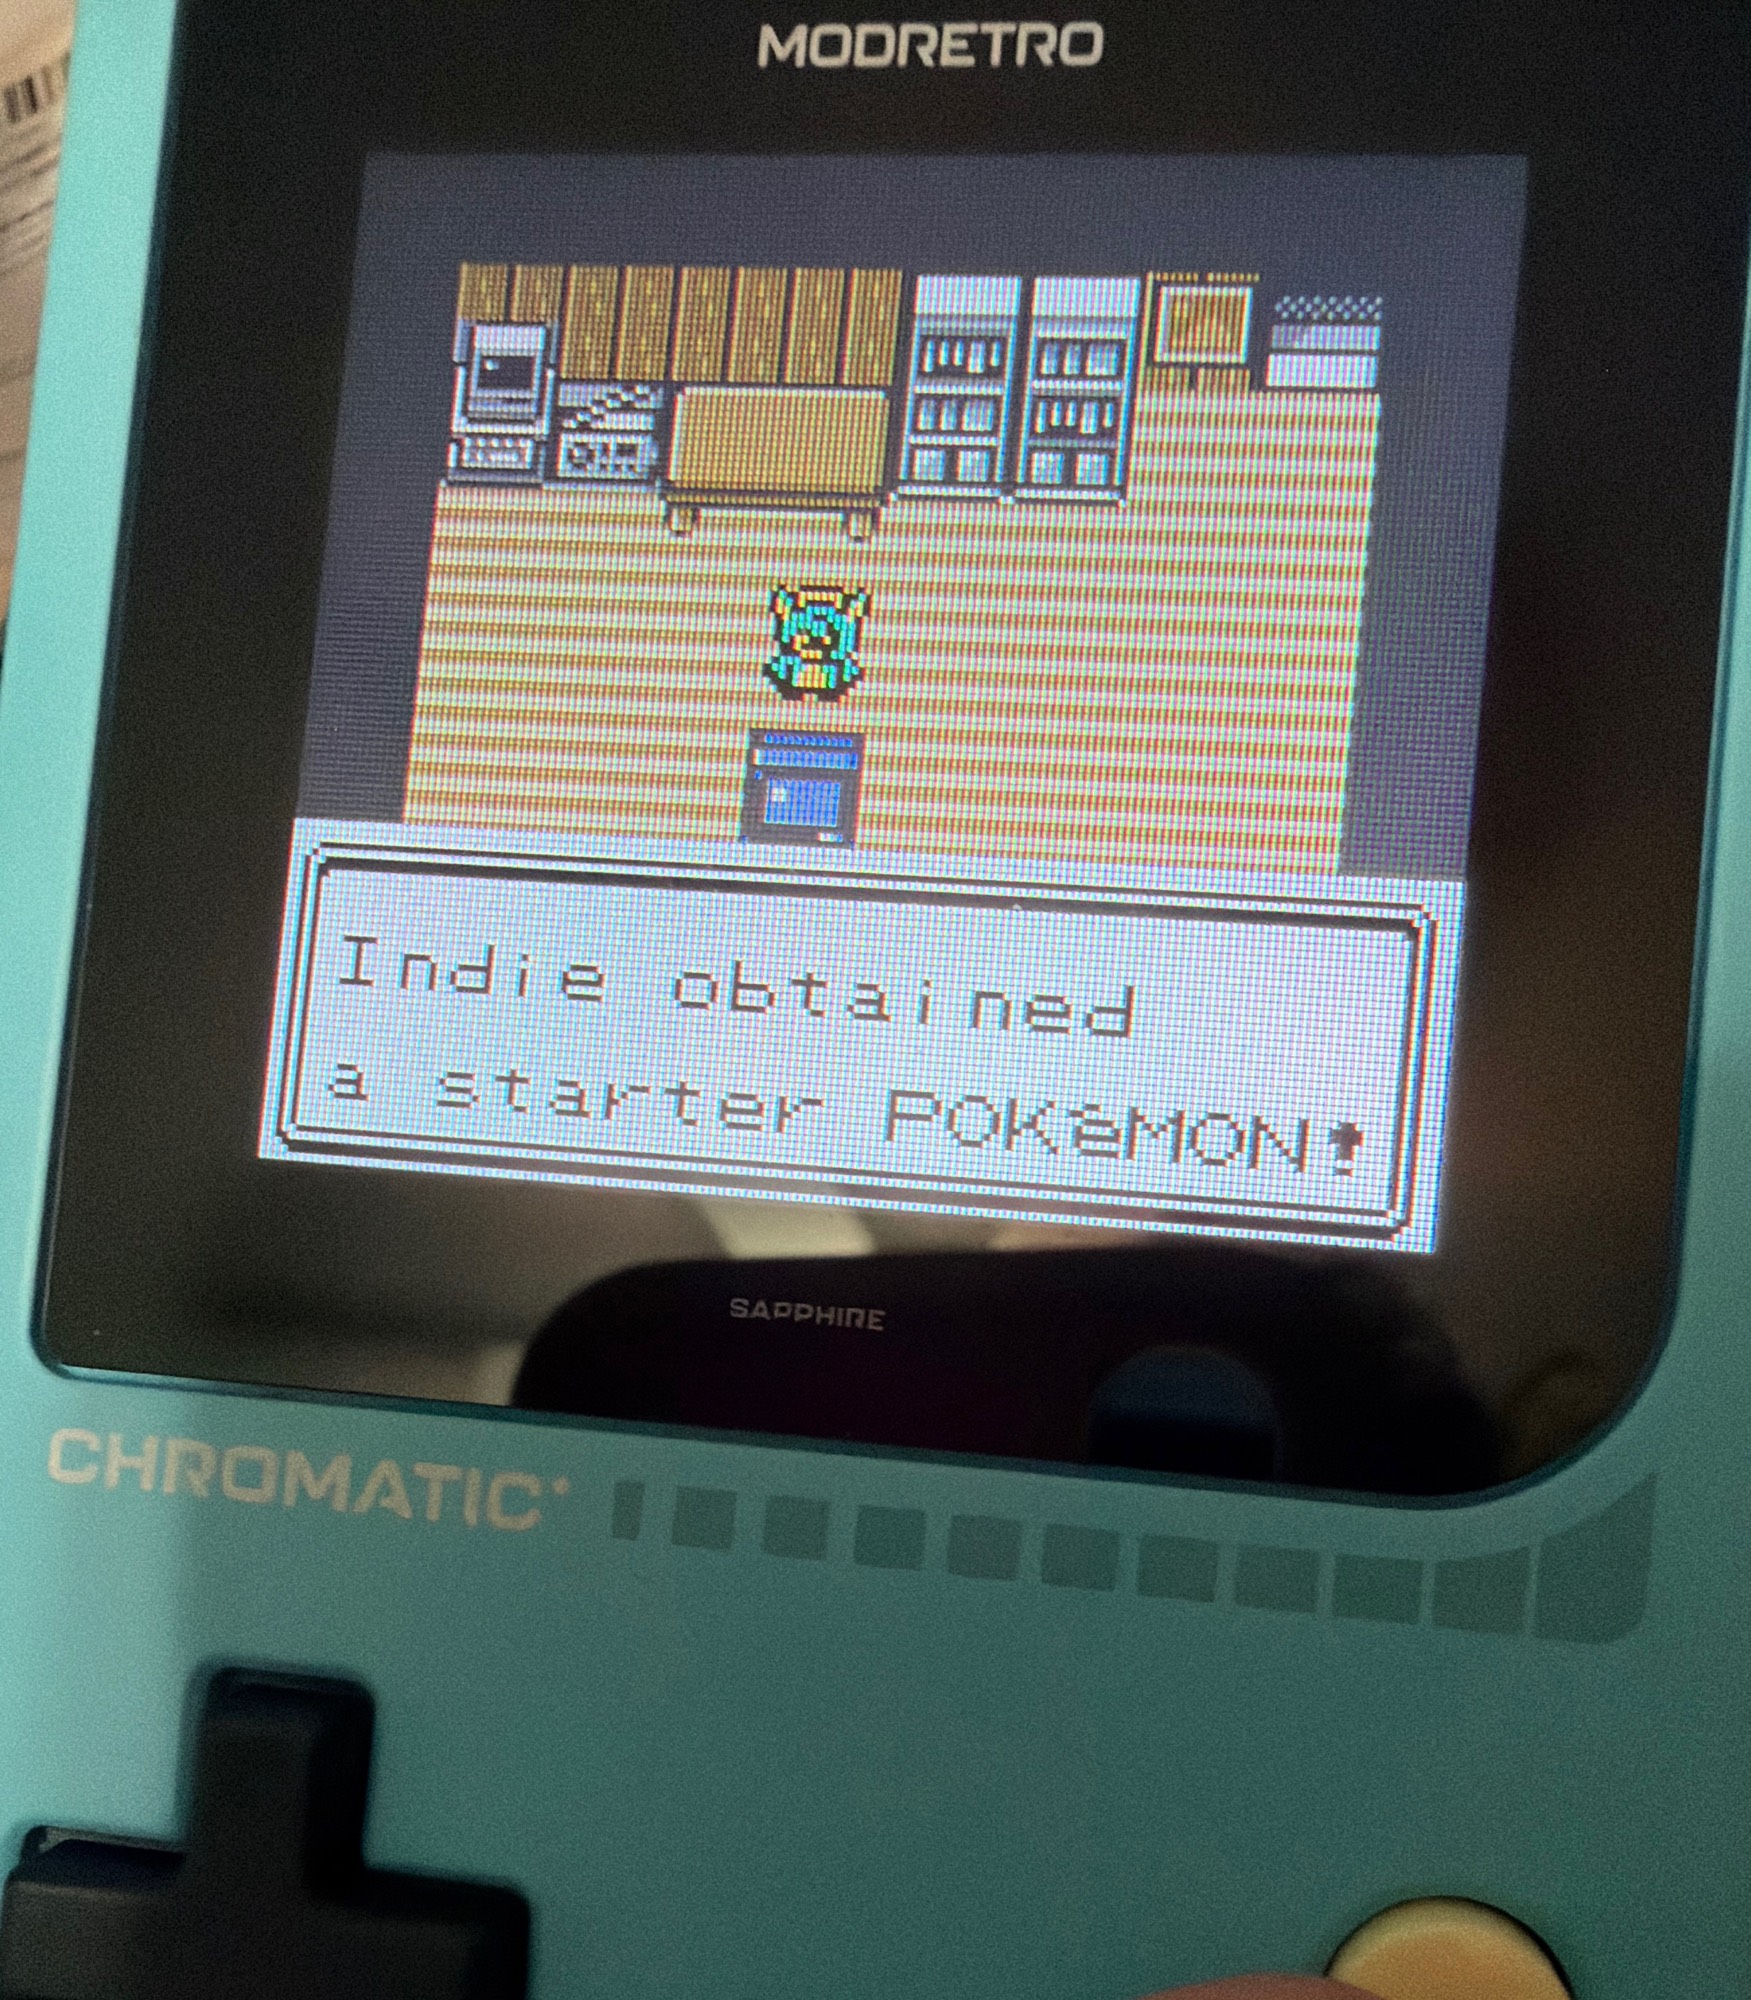 MODRETRO
Indie obtained
a starter POKéMON!
SAPPHIRE
CHROMATIC